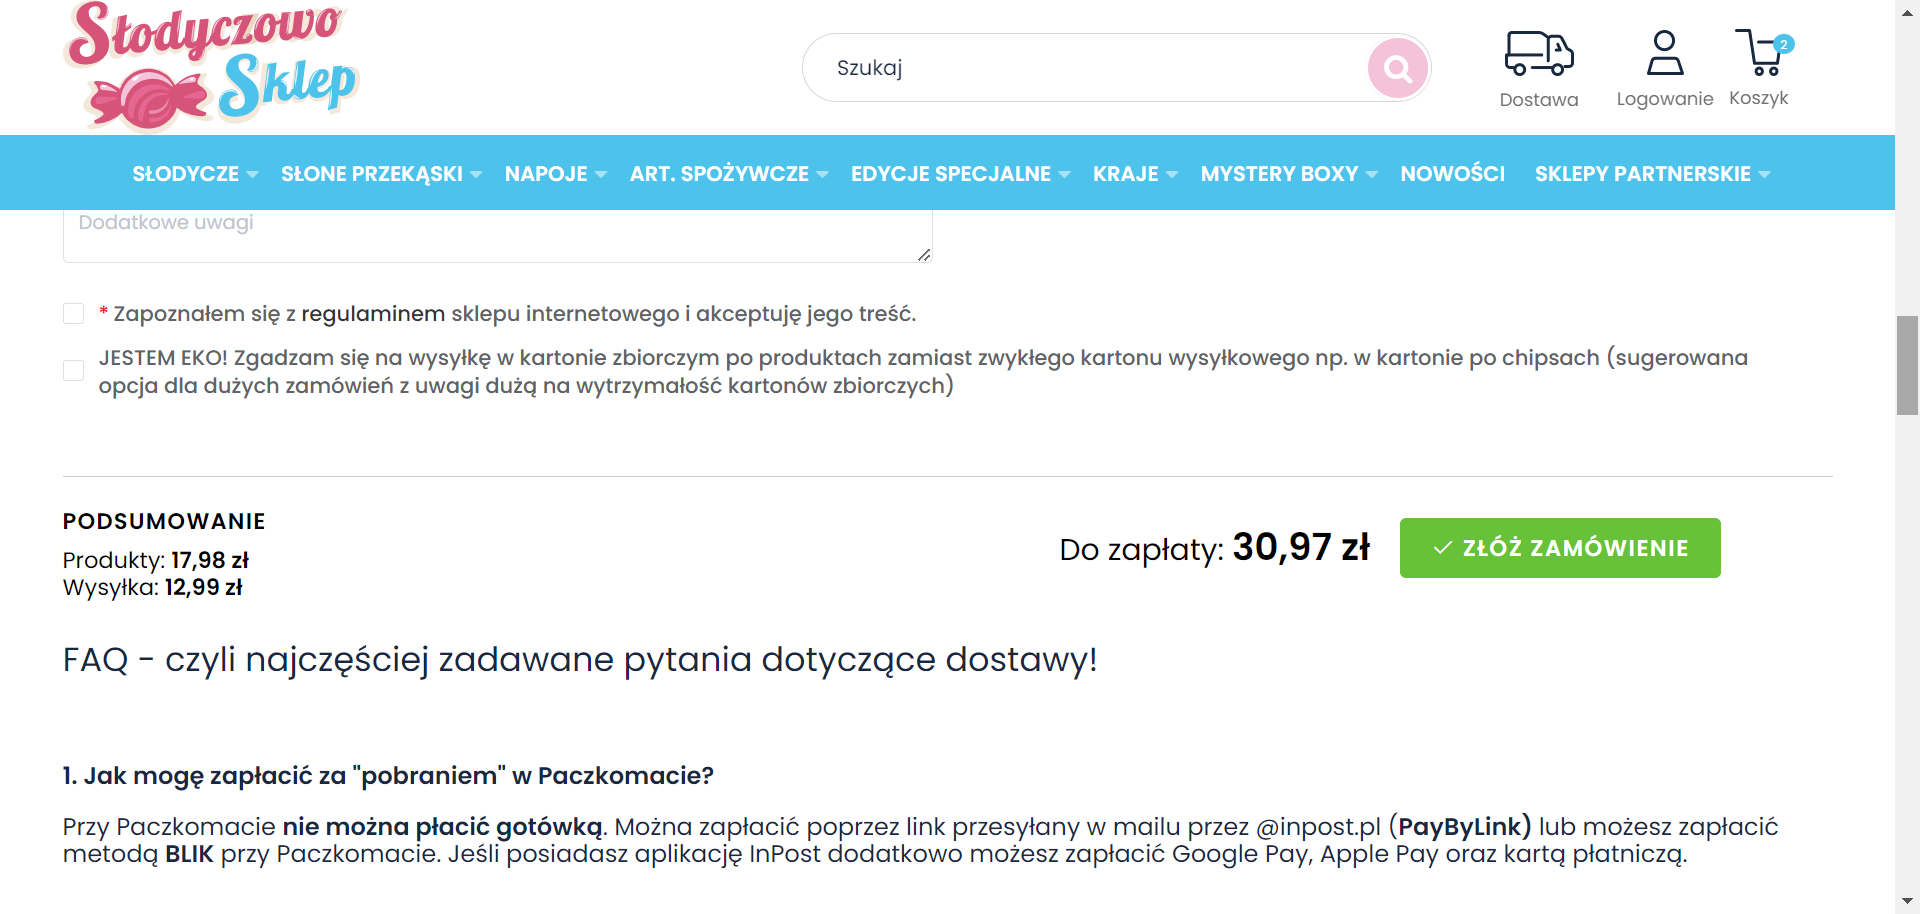 Słodyczowo
Sklep
Szukaj
Dostawa
Logowanie
2
Koszyk
SŁODYCZE
SŁONE PRZEKĄSKI
NAPOJE
ART. SPOŻYWCZE
EDYCJE SPECJALNE
KRAJE
MYSTERY BOXY
NOWOŚCI
SKLEPY PARTNERSKIE
Dodatkowe uwagi
* Zapoznałem się z regulaminem sklepu internetowego i akceptuję jego treść.
JESTEM EKO! Zgadzam się na wysyłkę w kartonie zbiorczym po produktach zamiast zwykłego kartonu wysyłkowego np. w kartonie po chipsach (sugerowana
opcja dla dużych zamówień z uwagi dużą na wytrzymałość kartonów zbiorczych)
PODSUMOWANIE
Produkty: 17,98 zł
Wysyłka: 12,99 zł
Do zapłaty: 30,97 zł
ZŁÓŻ ZAMÓWIENIE
FAQ - czyli najczęściej zadawane pytania dotyczące dostawy!
1. Jak mogę zapłacić za "pobraniem" w Paczkomacie?
Przy Paczkomacie nie można płacić gotówką. Można zapłacić poprzez link przesyłany w mailu przez @inpost.pl (PayByLink) lub możesz zapłacić
metodą BLIK przy Paczkomacie. Jeśli posiadasz aplikację InPost dodatkowo możesz zapłacić Google Pay, Apple Pay oraz kartą płatniczą.